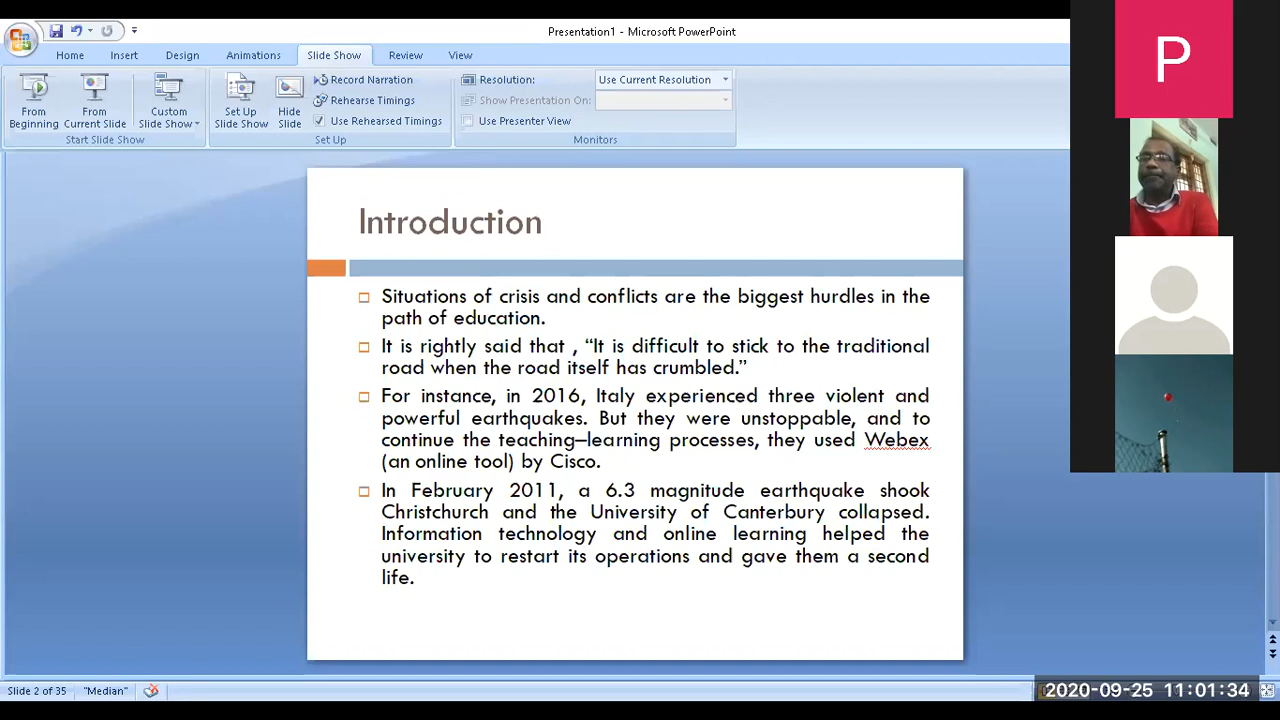 Presentation1 - Microsoft PowerPoint
Home Insert Design Animations Slide Show Review View
From Beginning
From Current Slide
Custom Slide Show
Start Slide Show
Set Up Slide Show
Hide Slide
Record Narration
Rehearse Timings
Use Rehearsed Timings
Set Up
Resolution: Use Current Resolution
Show Presentation On:
Use Presenter View
Monitors
P
Introduction
Situations of crisis and conflicts are the biggest hurdles in the
path of education.
It is rightly said that , “It is difficult to stick to the traditional
road when the road itself has crumbled.”
For instance, in 2016, Italy experienced three violent and
powerful earthquakes. But they were unstoppable, and to
continue the teaching–learning processes, they used Webex
(an online tool) by Cisco.
In February 2011, a 6.3 magnitude earthquake shook
Christchurch and the University of Canterbury collapsed.
Information technology and online learning helped the
university to restart its operations and gave them a second
life.
Slide 2 of 35 "Median"
2020-09-25 11:01:34